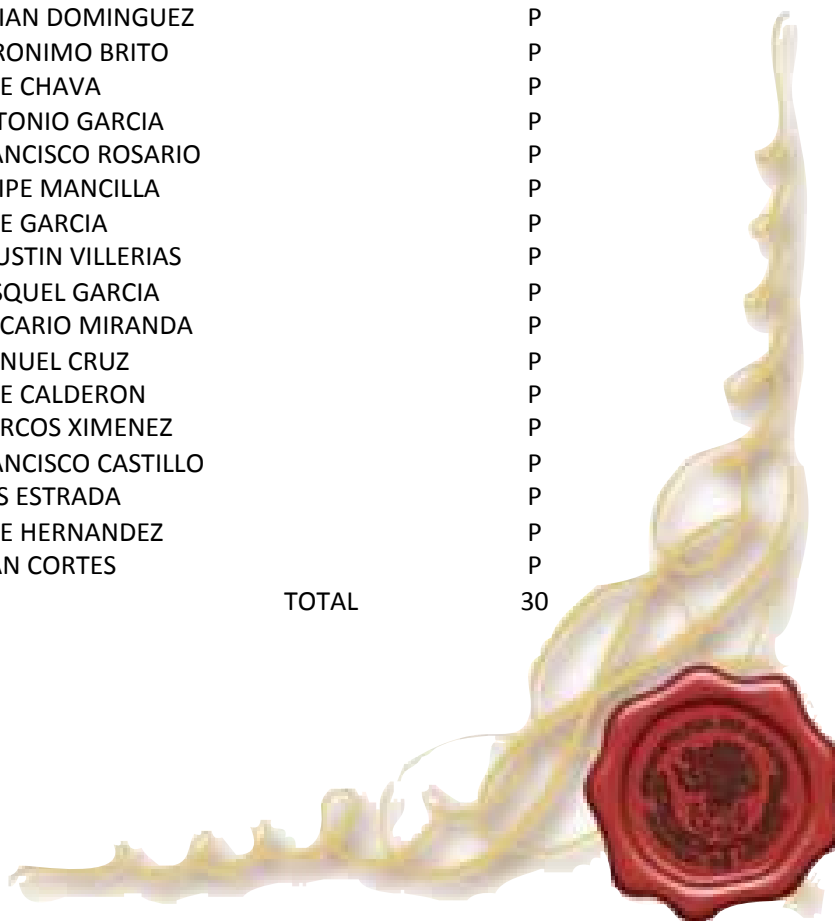 IAN DOMINGUEZ P
RONIMO BRITO P
E CHAVA P
TONIO GARCIA P
ANCISCO ROSARIO P
IPE MANCILLA P
E GARCIA P
USTIN VILLERIAS P
SQUEL GARCIA P
CARIO MIRANDA P
NUEL CRUZ P
E CALDERON P
RCOS XIMENEZ P
ANCISCO CASTILLO P
S ESTRADA P
E HERNANDEZ P
AN CORTES P
TOTAL 30